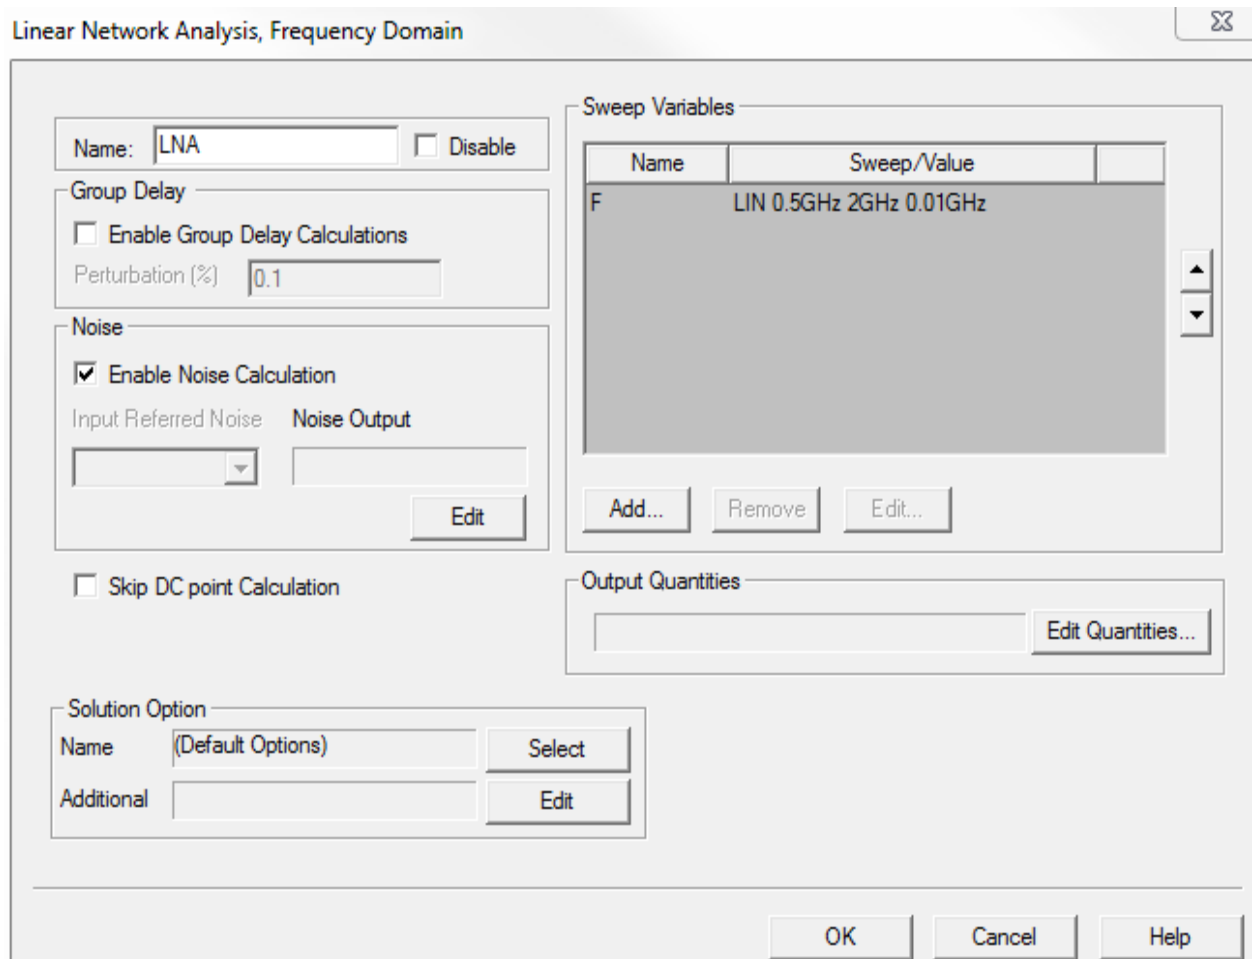 Linear Network Analysis, Frequency Domain
Name: LNA Disable
Group Delay
Enable Group Delay Calculations
Perturbation (%) 0.1
Noise
Enable Noise Calculation
Input Referred Noise Noise Output
Edit
Skip DC point Calculation
Sweep Variables
Name Sweep/Value
F LIN 0.5GHz 2GHz 0.01GHz
Add... Remove Edit...
Output Quantities
Edit Quantities...
Solution Option
Name (Default Options) Select
Additional Edit
OK Cancel Help